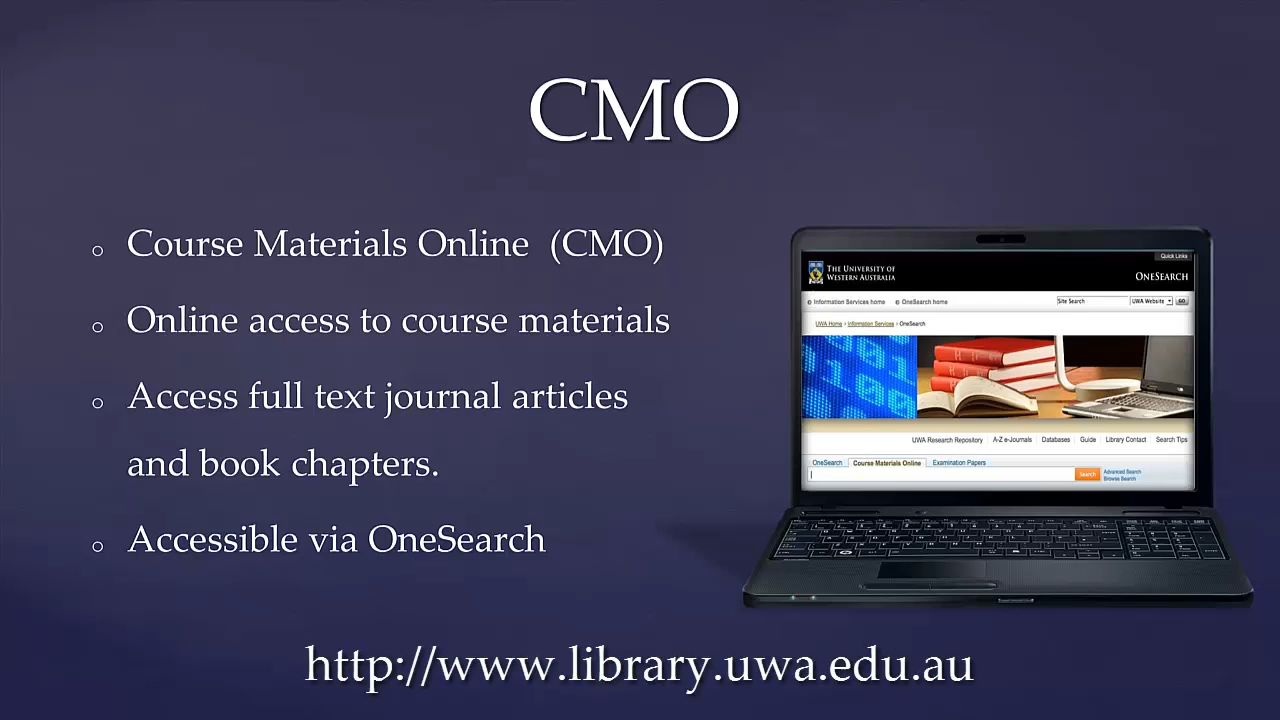 CMO
Course Materials Online (CMO)
Online access to course materials
Access full text journal articles
and book chapters.
Accessible via OneSearch
Quick Links
THE UNIVERSITY OF
WESTERN AUSTRALIA
ONESEARCH
Information Services home OneSearch home
Site Search UWA Website GO
UWA Home › Information Services › OneSearch
UWA Research Repository A-Z e-Journals Databases Guide Library Contact Search Tips
OneSearch Course Materials Online Examination Papers
Search Advanced Search
Browse Search
http://www.library.uwa.edu.au